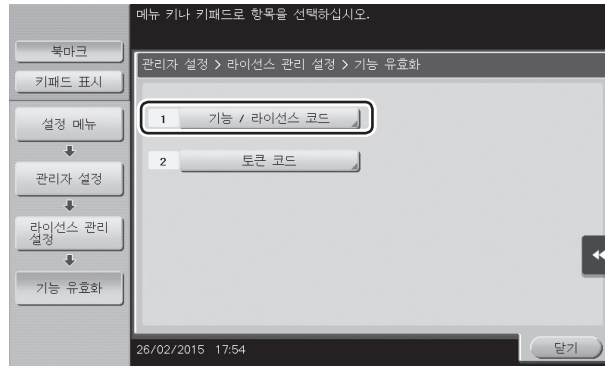 메뉴 키나 키패드로 항목을 선택하십시오.
북마크
키패드 표시
설정 메뉴
관리자 설정
라이선스 관리
설정
기능 유효화
관리자 설정 > 라이선스 관리 설정 > 기능 유효화
1 기능 / 라이선스 코드
2 토큰 코드
26/02/2015 17:54
닫기